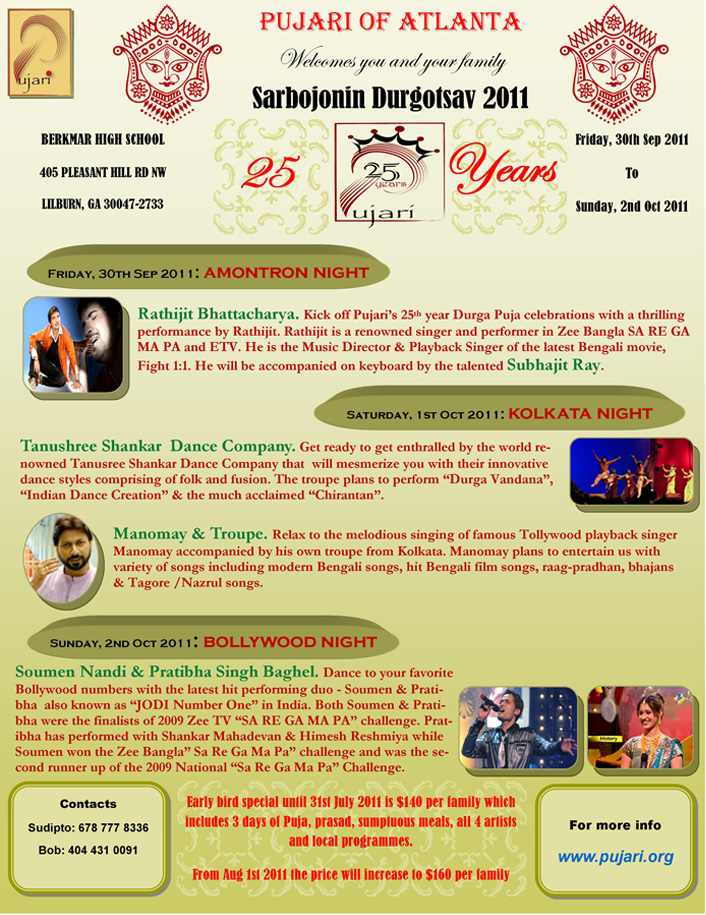 ujari
PUJARI OF ATLANTA
Welcomes you and your family
Sarbojonin Durgotsav 2011
BERKMAR HIGH SCHOOL
405 PLEASANT HILL RD NW
LILBURN, GA 30047-2733
25
25
years
ujari
Years
Friday, 30th Sep 2011
To
Sunday, 2nd Oct 2011
FRIDAY, 30TH SEP 2011: AMONTRON NIGHT
Rathijit Bhattacharya. Kick off Pujari's 25th year Durga Puja celebrations with a thrilling
performance by Rathijit. Rathijit is a renowned singer and performer in Zee Bangla SA RE GA
MA PA and ETV. He is the Music Director & Playback Singer of the latest Bengali movie,
Fight 1:1. He will be accompanied on keyboard by the talented Subhajit Ray.
SATURDAY, 1ST OCT 2011: KOLKATA NIGHT
Tanushree Shankar Dance Company. Get ready to get enthralled by the world re-
nowned Tanusree Shankar Dance Company that will mesmerize you with their innovative
dance styles comprising of folk and fusion. The troupe plans to perform "Durga Vandana",
"Indian Dance Creation" & the much acclaimed "Chirantan".
Manomay & Troupe. Relax to the melodious singing of famous Tollywood playback singer
Manomay accompanied by his own troupe from Kolkata. Manomay plans to entertain us with
variety of songs including modern Bengali songs, hit Bengali film songs, raag-pradhan, bhajans
& Tagore /Nazrul songs.
SUNDAY, 2ND OCT 2011: BOLLYWOOD NIGHT
Soumen Nandi & Pratibha Singh Baghel. Dance to your favorite
Bollywood numbers with the latest hit performing duo - Soumen & Prati-
bha also known as "JODI Number One" in India. Both Soumen & Prati-
bha were the finalists of 2009 Zee TV "SA RE GA MA PA" challenge. Prat-
ibha has performed with Shankar Mahadevan & Himesh Reshmiya while
Soumen won the Zee Bangla" Sa Re Ga Ma Pa" challenge and was the se-
cond runner up of the 2009 National "Sa Re Ga Ma Pa" Challenge.
History
Contacts
Sudipto: 678 777 8336
Bob: 404 431 0091
Early bird special until 31st July 2011 is $140 per family which
includes 3 days of Puja, prasad, sumptuous meals, all 4 artists
and local programmes.
From Aug 1st 2011 the price will increase to $160 per family
For more info
www.pujari.org